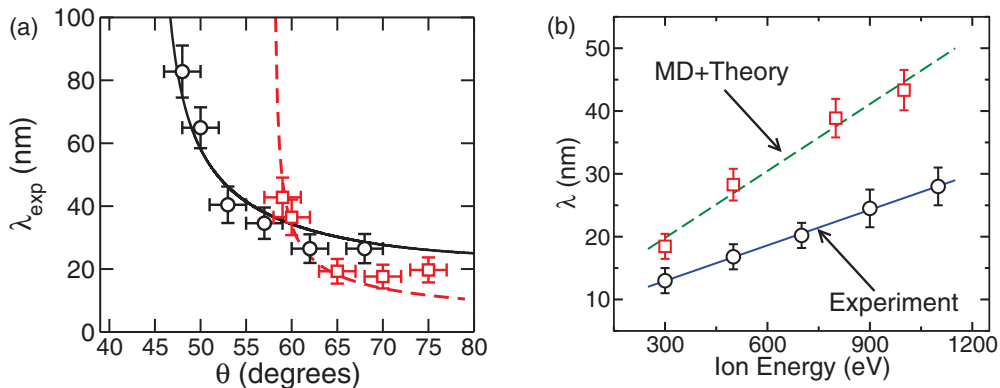 (a)
100
80
60
40
20
0
λexp (nm)
40 45 50 55 60 65 70 75 80
θ (degrees)
(b)
50
40
30
20
10
λ (nm)
MD+Theory
Experiment
300 600 900 1200
Ion Energy (eV)